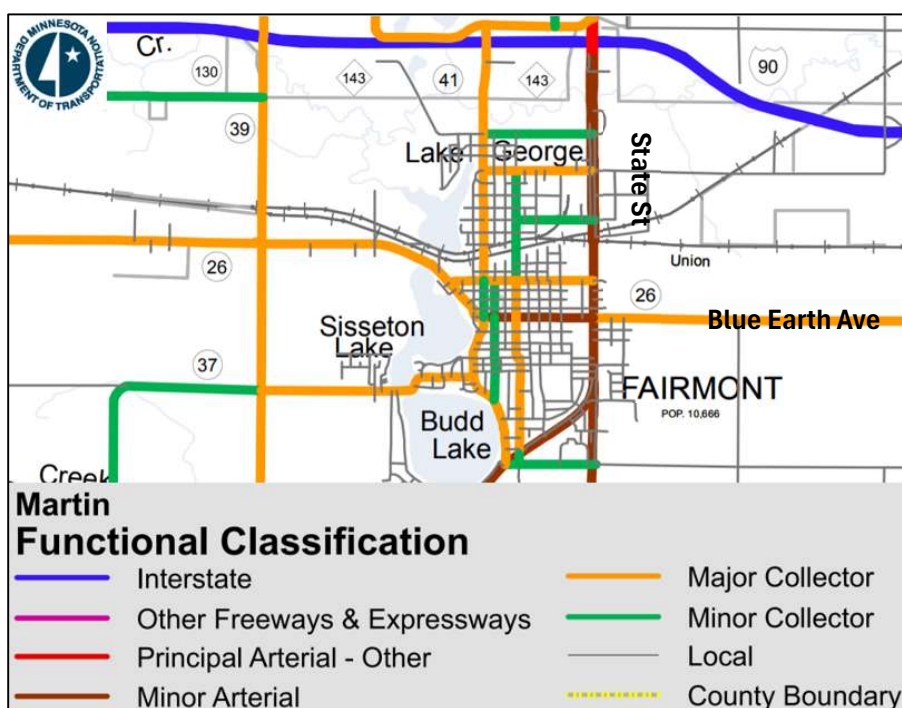 MINNESOTA
DEPARTMENT OF TRANSPORTATION
Cr.
130
143
41
143
90
39
Lake
George
State St
Union
26
26
Blue Earth Ave
Sisseton
Lake
37
FAIRMONT
POP. 10,666
Budd
Lake
Creek
Martin
Functional Classification
Interstate
Major Collector
Other Freeways & Expressways
Minor Collector
Principal Arterial - Other
Local
Minor Arterial
County Boundary